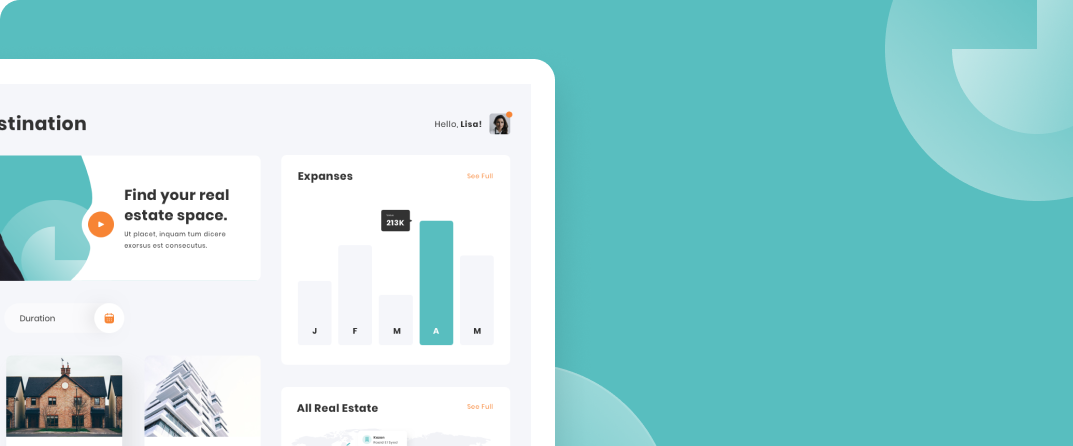 stination
Hello, Lisa!
Find your real
estate space.
Ut placet, inquam tum dicere
exorsus est consecutus.
Duration
Expanses
See Full
213K
J F M A M
All Real Estate
See Full